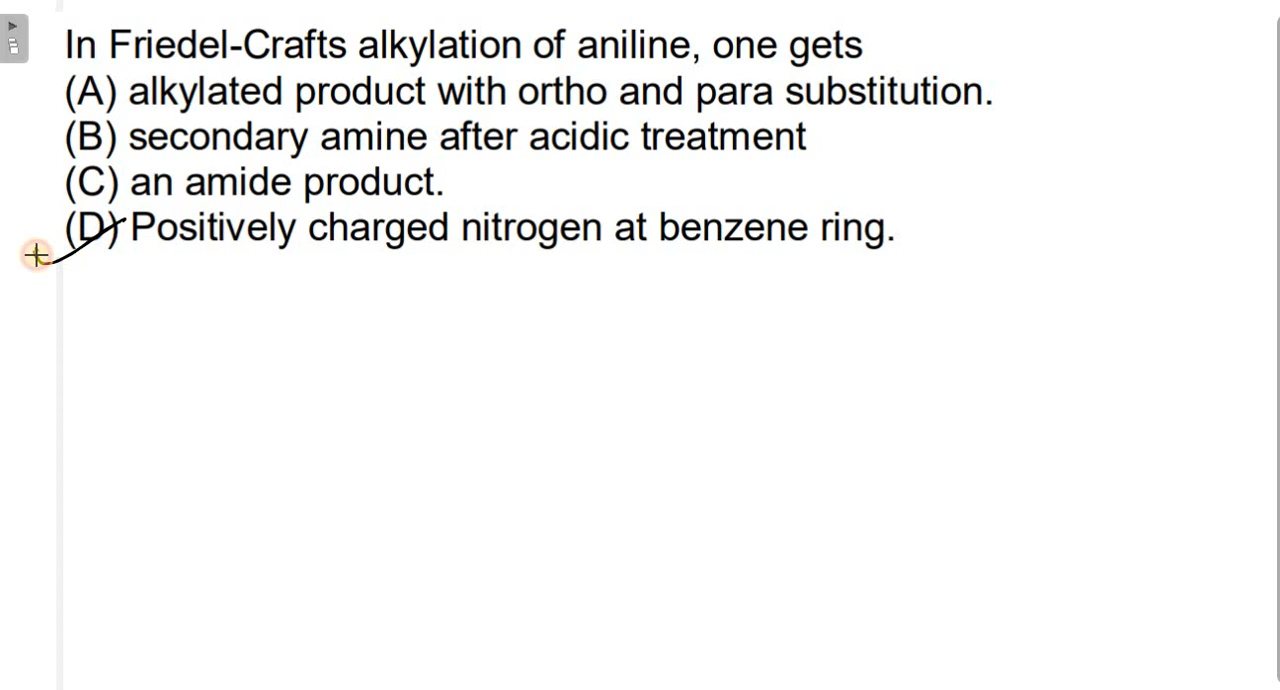 In Friedel-Crafts alkylation of aniline, one gets
(A) alkylated product with ortho and para substitution.
(B) secondary amine after acidic treatment
(C) an amide product.
(D) Positively charged nitrogen at benzene ring.